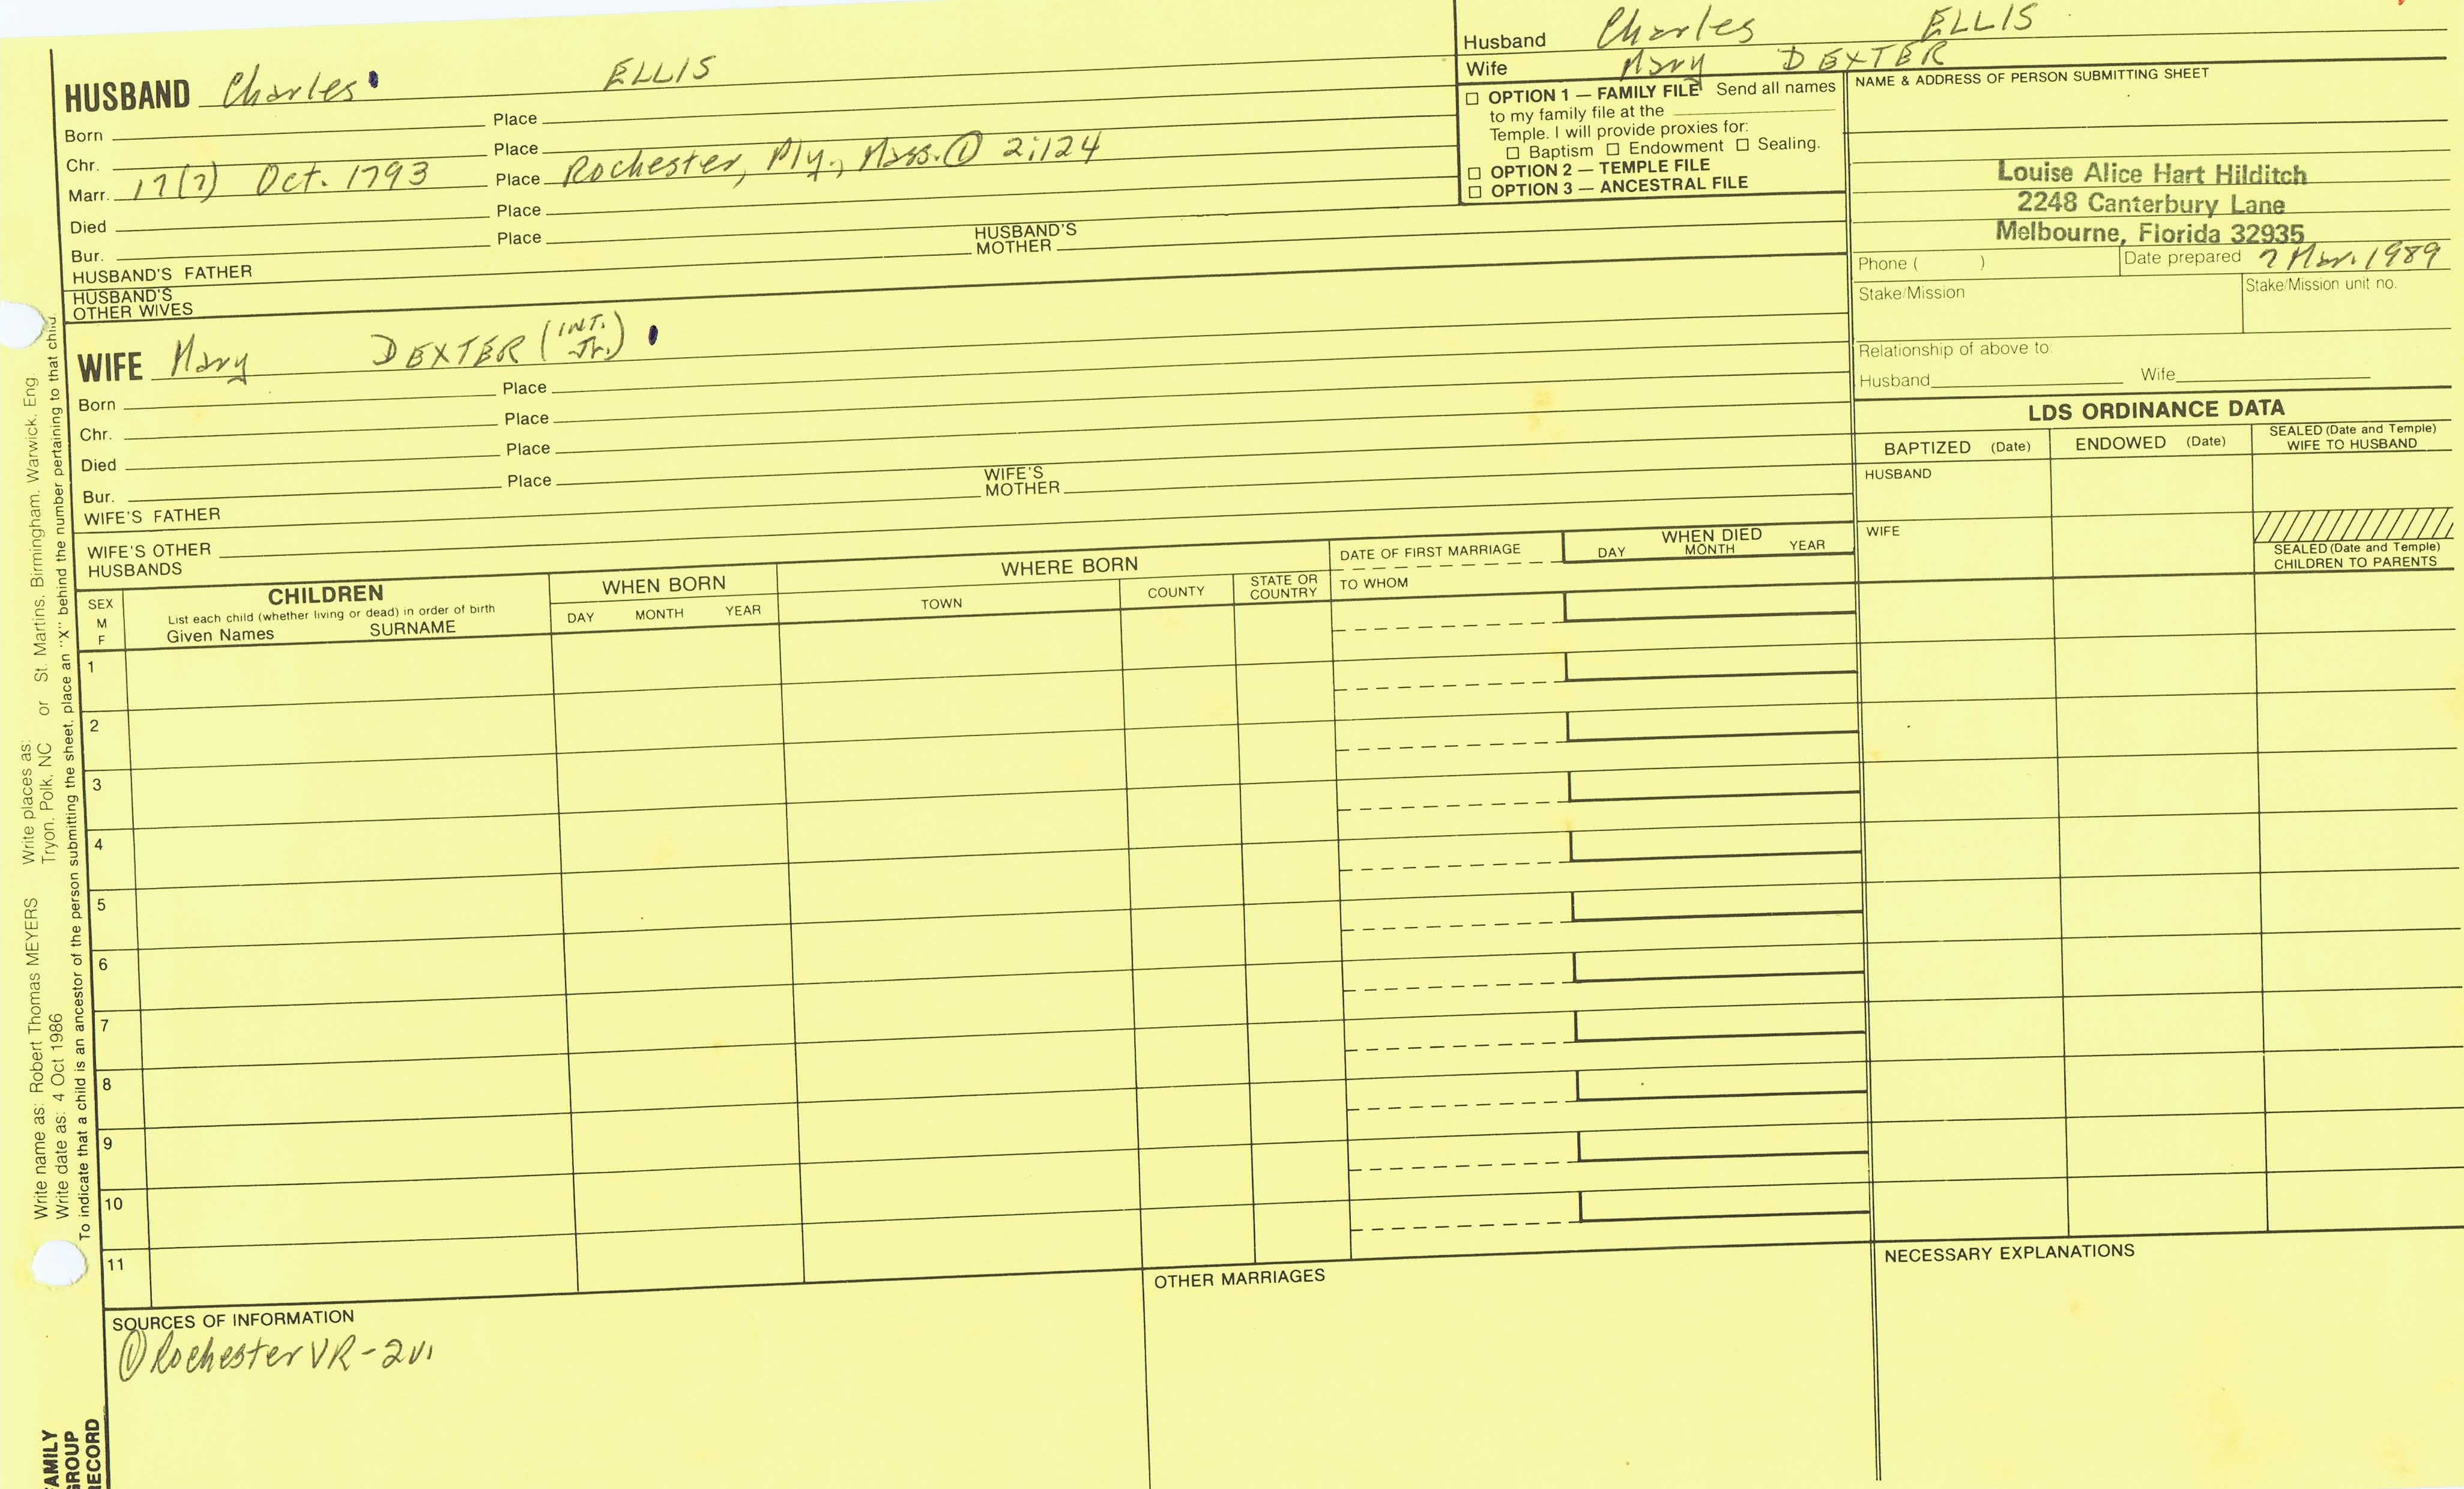 Husband Charles ELLIS
Wife Mary DEXTER
HUSBAND Charles ELLIS
Born Place
Chr. Place
Marr. 17(?) Oct. 1793 Place Rochester, Ply., Mass. ① 2:124
Died Place
Bur. Place
HUSBAND'S FATHER HUSBAND'S MOTHER
HUSBAND'S
OTHER WIVES
☐ OPTION 1 — FAMILY FILE Send all names
to my family file at the
Temple. I will provide proxies for:
☐ Baptism ☐ Endowment ☐ Sealing.
☐ OPTION 2 — TEMPLE FILE
☐ OPTION 3 — ANCESTRAL FILE
NAME & ADDRESS OF PERSON SUBMITTING SHEET
Louise Alice Hart Hilditch
2248 Canterbury Lane
Melbourne, Florida 32935
Phone ( ) Date prepared 7 Mar. 1989
Stake/Mission Stake/Mission unit no.
Relationship of above to:
Husband Wife
WIFE Mary DEXTER (INT. Jr.)
Born Place
Chr. Place
Died Place
Bur. Place
WIFE'S FATHER WIFE'S MOTHER
WIFE'S OTHER
HUSBANDS
LDS ORDINANCE DATA
BAPTIZED (Date) ENDOWED (Date) SEALED (Date and Temple) WIFE TO HUSBAND
HUSBAND
WIFE
SEALED (Date and Temple)
CHILDREN TO PARENTS
SEX
M
F
CHILDREN
List each child (whether living or dead) in order of birth
Given Names SURNAME
WHEN BORN
DAY MONTH YEAR
WHERE BORN
TOWN COUNTY STATE OR COUNTRY
DATE OF FIRST MARRIAGE
TO WHOM
WHEN DIED
DAY MONTH YEAR
1
2
3
4
5
6
7
8
9
10
11
SOURCES OF INFORMATION
① Rochester VR-2v.
OTHER MARRIAGES
NECESSARY EXPLANATIONS
Write name as: Robert Thomas MEYERS Write places as: or St. Martins, Birmingham, Warwick, Eng
Write date as: 4 Oct 1986 Tryon, Polk, NC
To indicate that a child is an ancestor of the person submitting the sheet, place an "X" behind the number pertaining to that child.
FAMILY
GROUP
RECORD